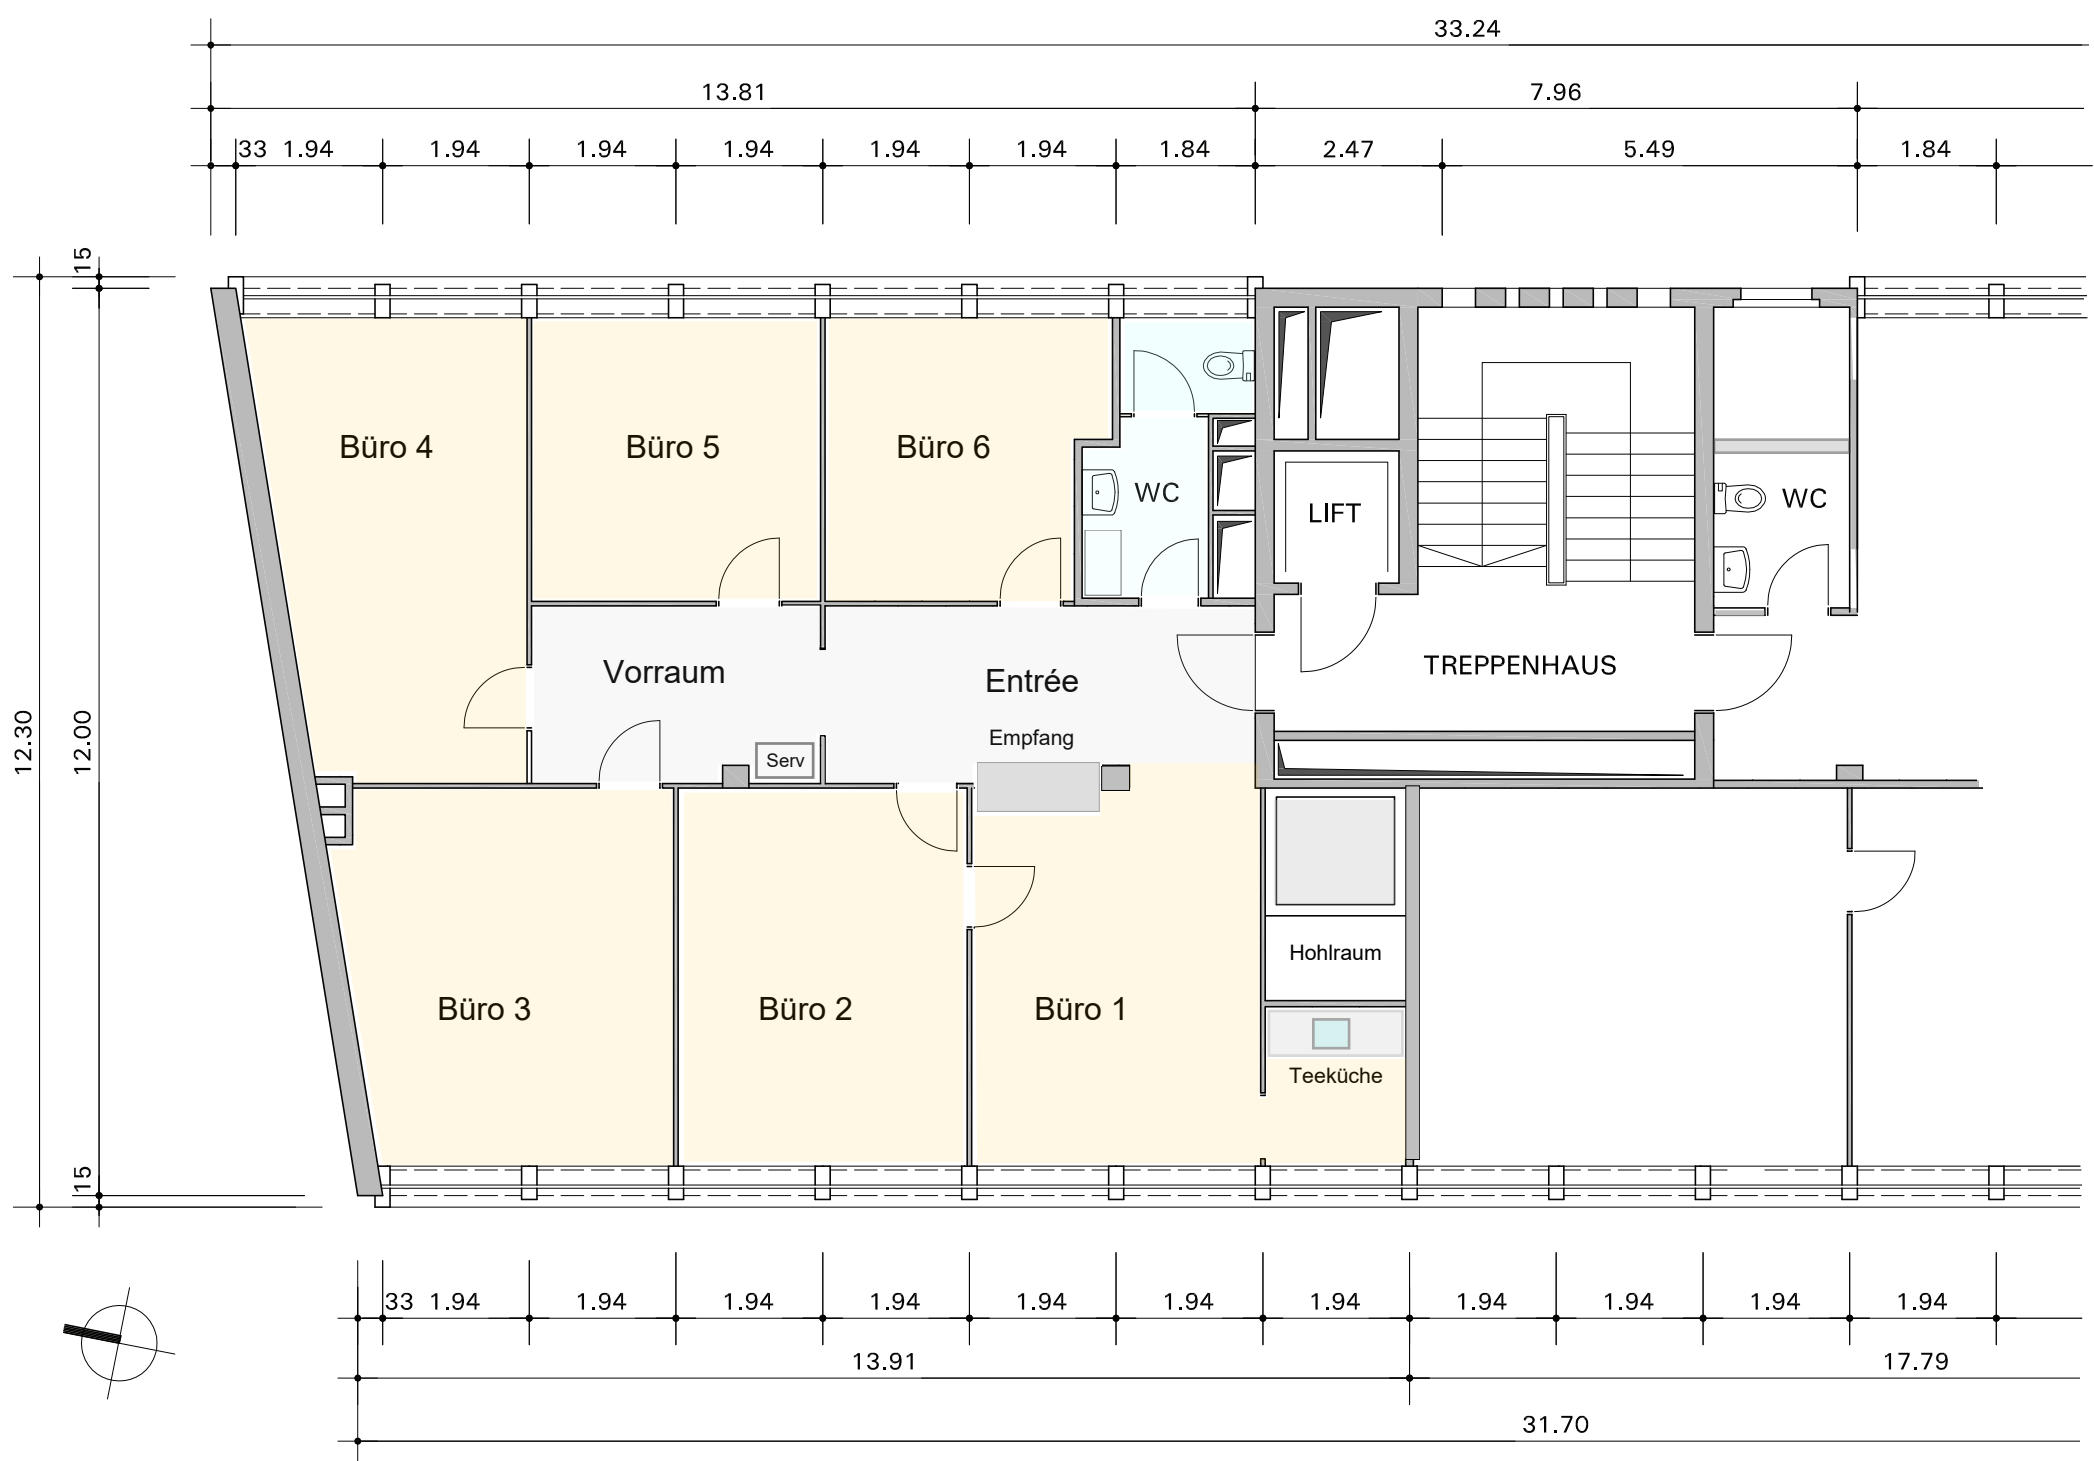 33.24
13.81 7.96
33 1.94 1.94 1.94 1.94 1.94 1.94 1.84 2.47 5.49 1.84
15
12.30
12.00
15
Büro 4 Büro 5 Büro 6
WC
LIFT
WC
Vorraum
Entrée
TREPPENHAUS
Empfang
Serv
Hohlraum
Büro 3 Büro 2 Büro 1
Teeküche
33 1.94 1.94 1.94 1.94 1.94 1.94 1.94 1.94 1.94 1.94 1.94
13.91 17.79
31.70